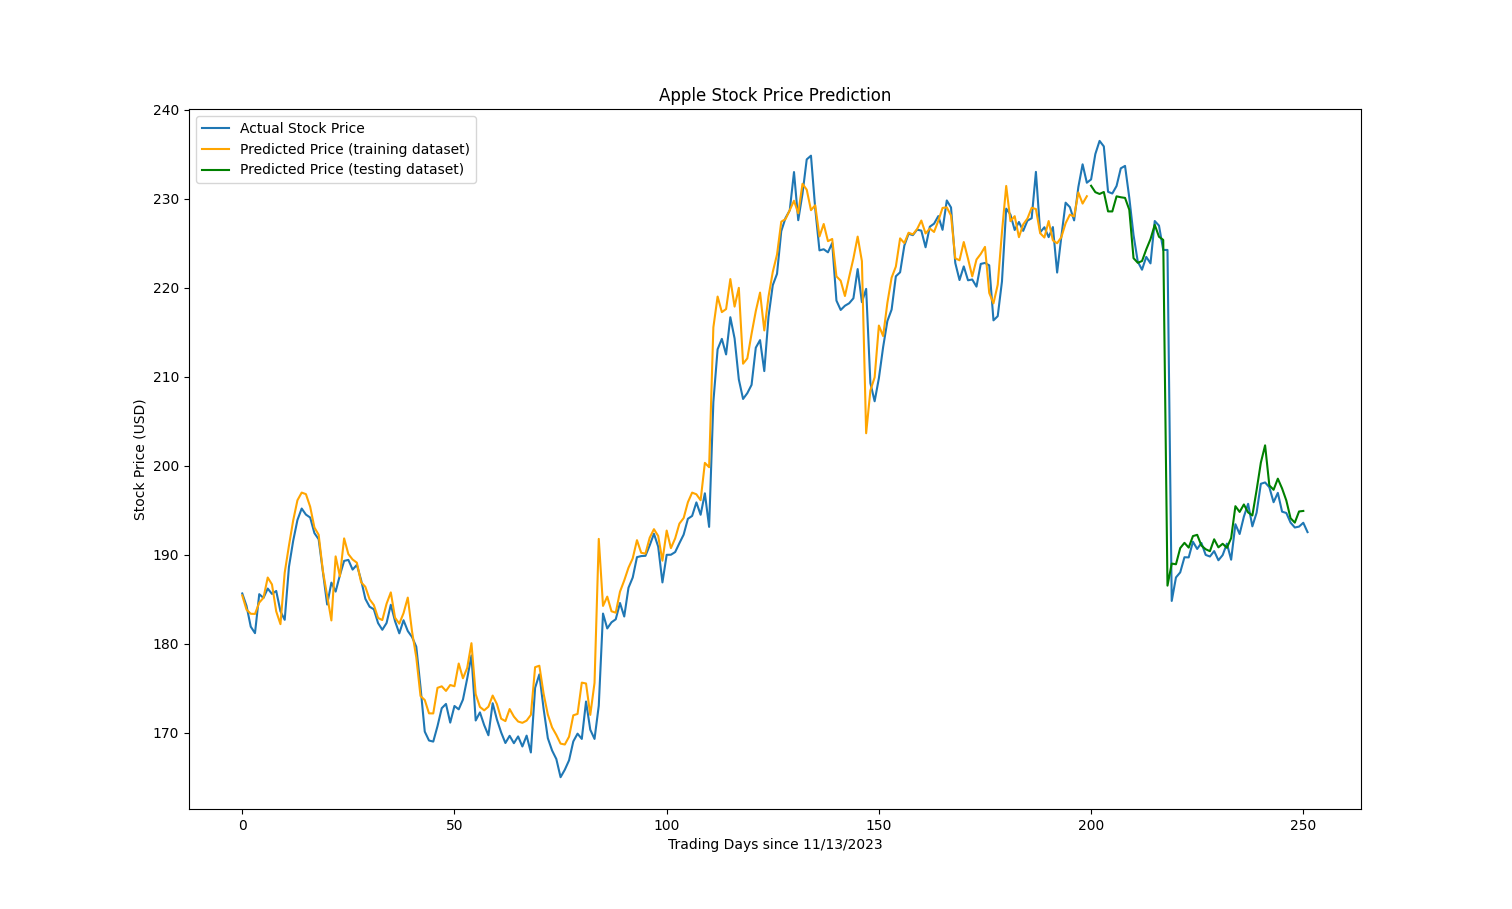 Apple Stock Price Prediction
Actual Stock Price
Predicted Price (training dataset)
Predicted Price (testing dataset)
Stock Price (USD)
240
230
220
210
200
190
180
170
0
50
100
150
200
250
Trading Days since 11/13/2023